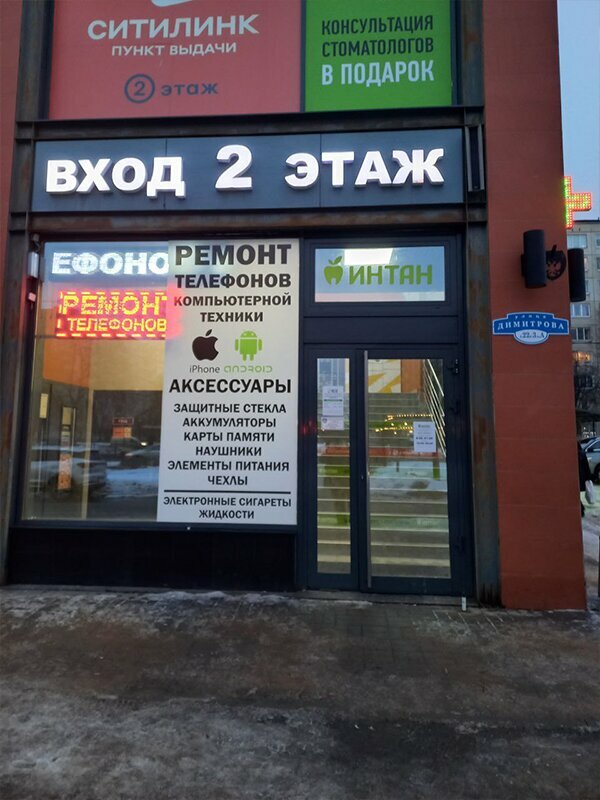 СИТИЛИНК
ПУНКТ ВЫДАЧИ
2 этаж
КОНСУЛЬТАЦИЯ
СТОМАТОЛОГОВ
В ПОДАРОК
ВХОД 2 ЭТАЖ
ЕФОНО
РЕМОНТ
ТЕЛЕФОНОВ
РЕМОНТ
ТЕЛЕФОНОВ
КОМПЬЮТЕРНОЙ
ТЕХНИКИ
iPhone ANDROID
АКСЕССУАРЫ
ЗАЩИТНЫЕ СТЕКЛА
АККУМУЛЯТОРЫ
КАРТЫ ПАМЯТИ
НАУШНИКИ
ЭЛЕМЕНТЫ ПИТАНИЯ
ЧЕХЛЫ
ЭЛЕКТРОННЫЕ СИГАРЕТЫ
ЖИДКОСТИ
ИНТАН
УЛИЦА
ДИМИТРОВА